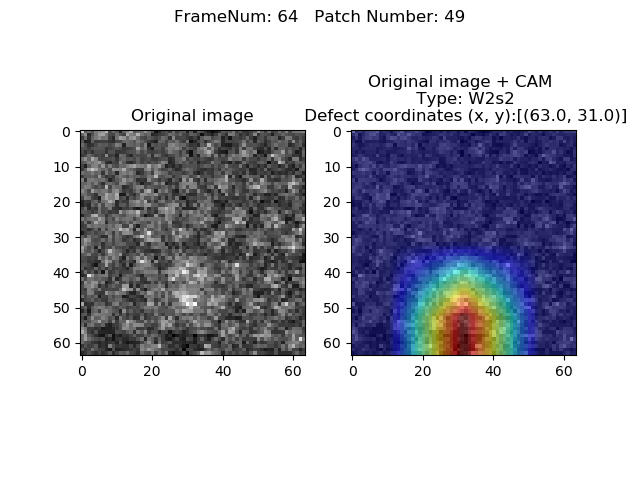 FrameNum: 64   Patch Number: 49
Original image
0
10
20
30
40
50
60
0 20 40 60
Original image + CAM
Type: W2s2
Defect coordinates (x, y):[(63.0, 31.0)]
0
10
20
30
40
50
60
0 20 40 60